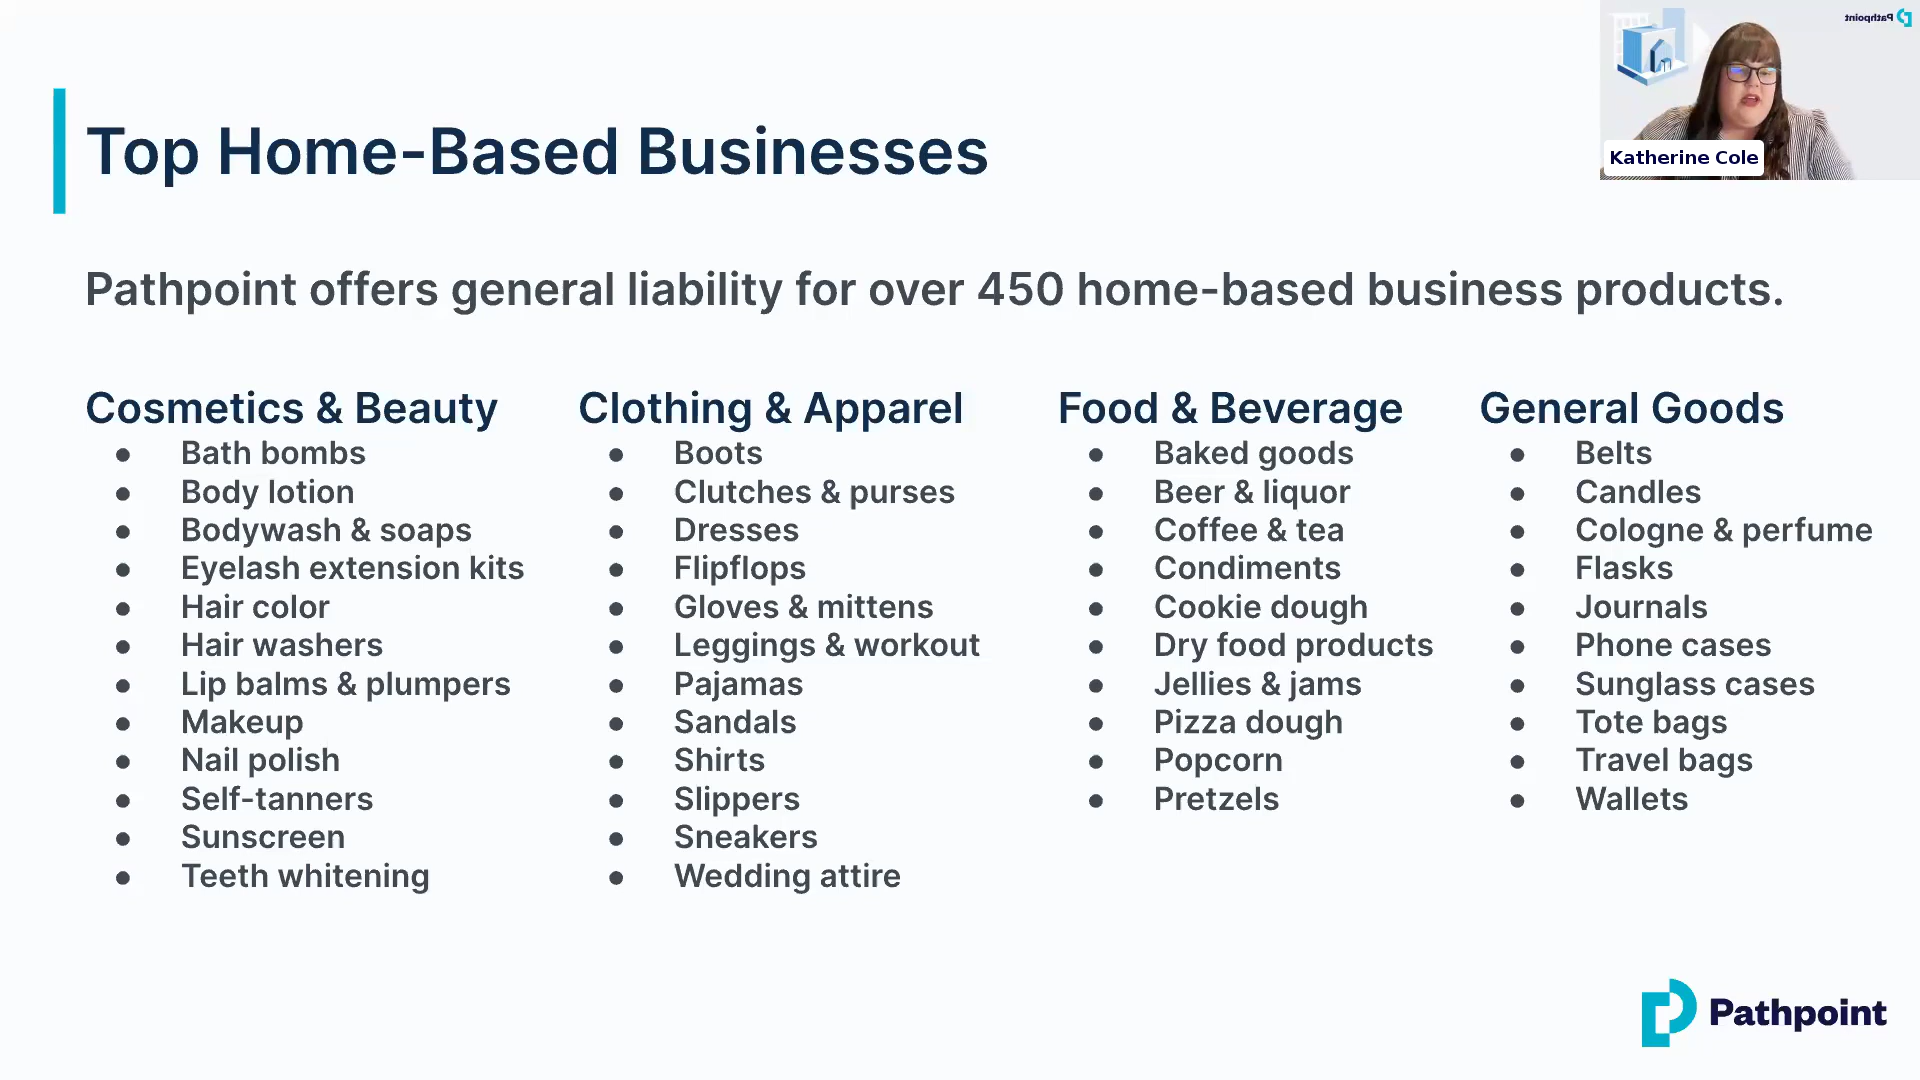 Pathpoint
Katherine Cole
Top Home-Based Businesses
Pathpoint offers general liability for over 450 home-based business products.
Cosmetics & Beauty
Bath bombs
Body lotion
Bodywash & soaps
Eyelash extension kits
Hair color
Hair washers
Lip balms & plumpers
Makeup
Nail polish
Self-tanners
Sunscreen
Teeth whitening
Clothing & Apparel
Boots
Clutches & purses
Dresses
Flipflops
Gloves & mittens
Leggings & workout
Pajamas
Sandals
Shirts
Slippers
Sneakers
Wedding attire
Food & Beverage
Baked goods
Beer & liquor
Coffee & tea
Condiments
Cookie dough
Dry food products
Jellies & jams
Pizza dough
Popcorn
Pretzels
General Goods
Belts
Candles
Cologne & perfume
Flasks
Journals
Phone cases
Sunglass cases
Tote bags
Travel bags
Wallets
Pathpoint